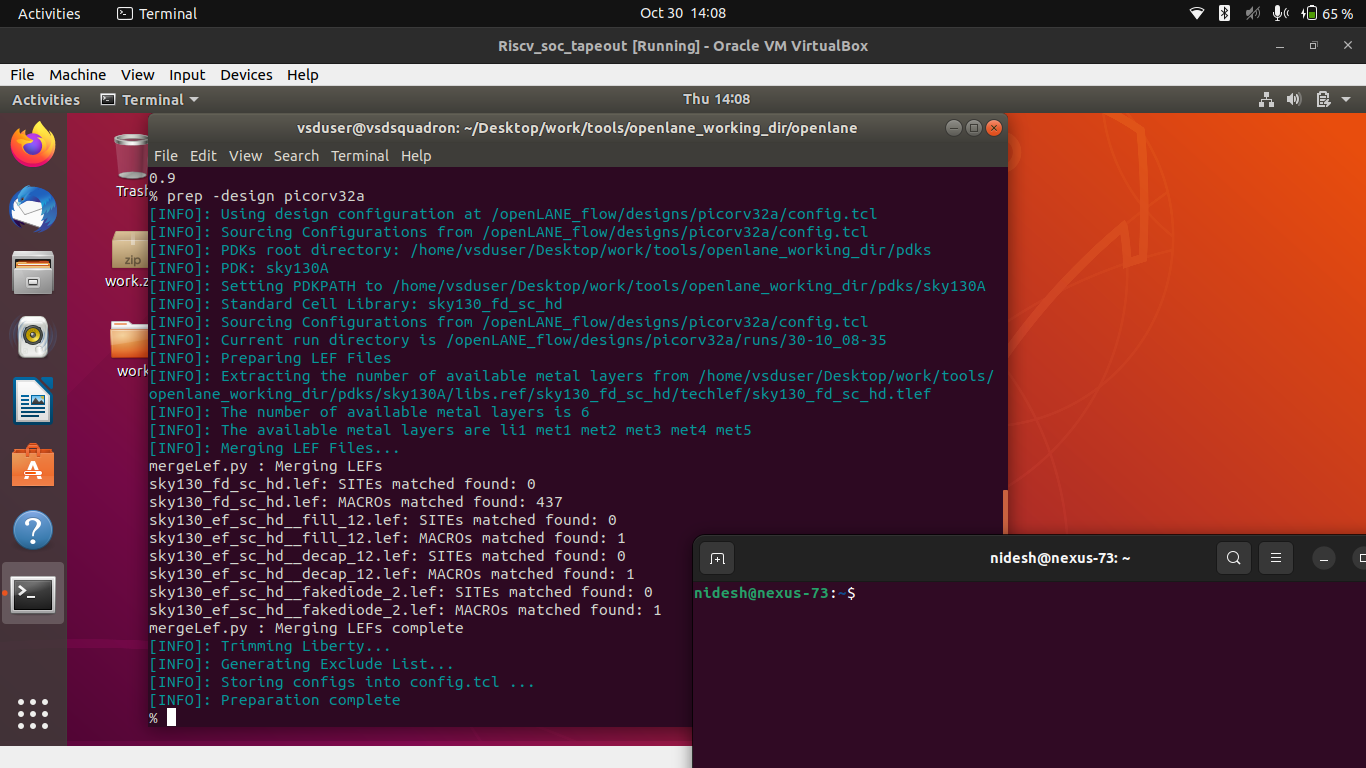 Activities Terminal Oct 30 14:08 65 %
Riscv_soc_tapeout [Running] - Oracle VM VirtualBox
File Machine View Input Devices Help
Activities Terminal Thu 14:08
vsduser@vsdsquadron: ~/Desktop/work/tools/openlane_working_dir/openlane
File Edit View Search Terminal Help
Trash
zip
work.z
work
0.9
% prep -design picorv32a
[INFO]: Using design configuration at /openLANE_flow/designs/picorv32a/config.tcl
[INFO]: Sourcing Configurations from /openLANE_flow/designs/picorv32a/config.tcl
[INFO]: PDKs root directory: /home/vsduser/Desktop/work/tools/openlane_working_dir/pdks
[INFO]: PDK: sky130A
[INFO]: Setting PDKPATH to /home/vsduser/Desktop/work/tools/openlane_working_dir/pdks/sky130A
[INFO]: Standard Cell Library: sky130_fd_sc_hd
[INFO]: Sourcing Configurations from /openLANE_flow/designs/picorv32a/config.tcl
[INFO]: Current run directory is /openLANE_flow/designs/picorv32a/runs/30-10_08-35
[INFO]: Preparing LEF Files
[INFO]: Extracting the number of available metal layers from /home/vsduser/Desktop/work/tools/
openlane_working_dir/pdks/sky130A/libs.ref/sky130_fd_sc_hd/techlef/sky130_fd_sc_hd.tlef
[INFO]: The number of available metal layers is 6
[INFO]: The available metal layers are li1 met1 met2 met3 met4 met5
[INFO]: Merging LEF Files...
mergeLef.py : Merging LEFs
sky130_fd_sc_hd.lef: SITEs matched found: 0
sky130_fd_sc_hd.lef: MACROs matched found: 437
sky130_ef_sc_hd__fill_12.lef: SITEs matched found: 0
sky130_ef_sc_hd__fill_12.lef: MACROs matched found: 1
sky130_ef_sc_hd__decap_12.lef: SITEs matched found: 0
sky130_ef_sc_hd__decap_12.lef: MACROs matched found: 1
sky130_ef_sc_hd__fakediode_2.lef: SITEs matched found: 0
sky130_ef_sc_hd__fakediode_2.lef: MACROs matched found: 1
mergeLef.py : Merging LEFs complete
[INFO]: Trimming Liberty...
[INFO]: Generating Exclude List...
[INFO]: Storing configs into config.tcl ...
[INFO]: Preparation complete
%
nidesh@nexus-73: ~
nidesh@nexus-73:~$